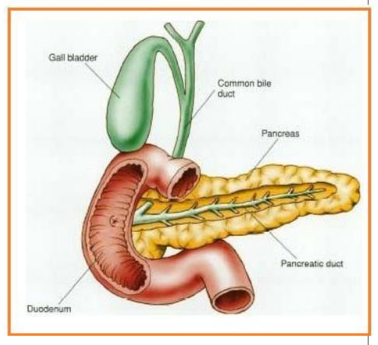 Gall bladder
Common bile
duct
Pancreas
Pancreatic duct
Duodenum